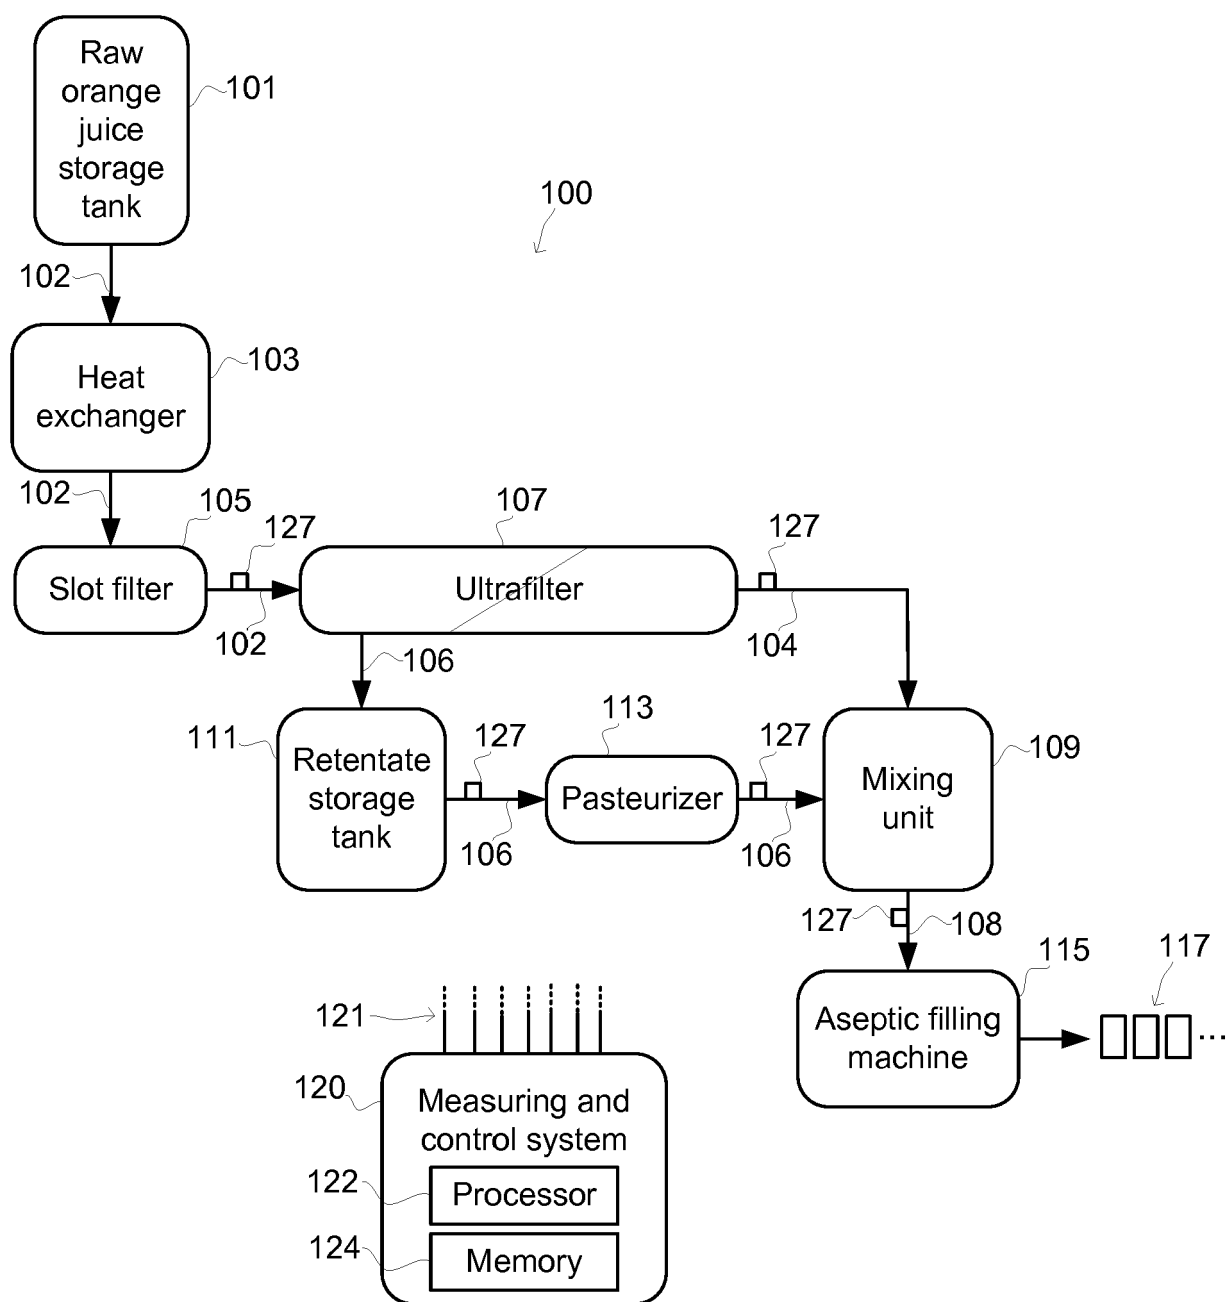 Raw
orange
juice
storage
tank
101
100
102
Heat
exchanger
103
102
105
127
107
127
Slot filter
Ultrafilter
102
104
106
111
Retentate
storage
tank
127
113
127
109
Pasteurizer
Mixing
unit
106
106
127
108
115
117
Aseptic filling
machine
...
121
120
Measuring and
control system
122
Processor
124
Memory